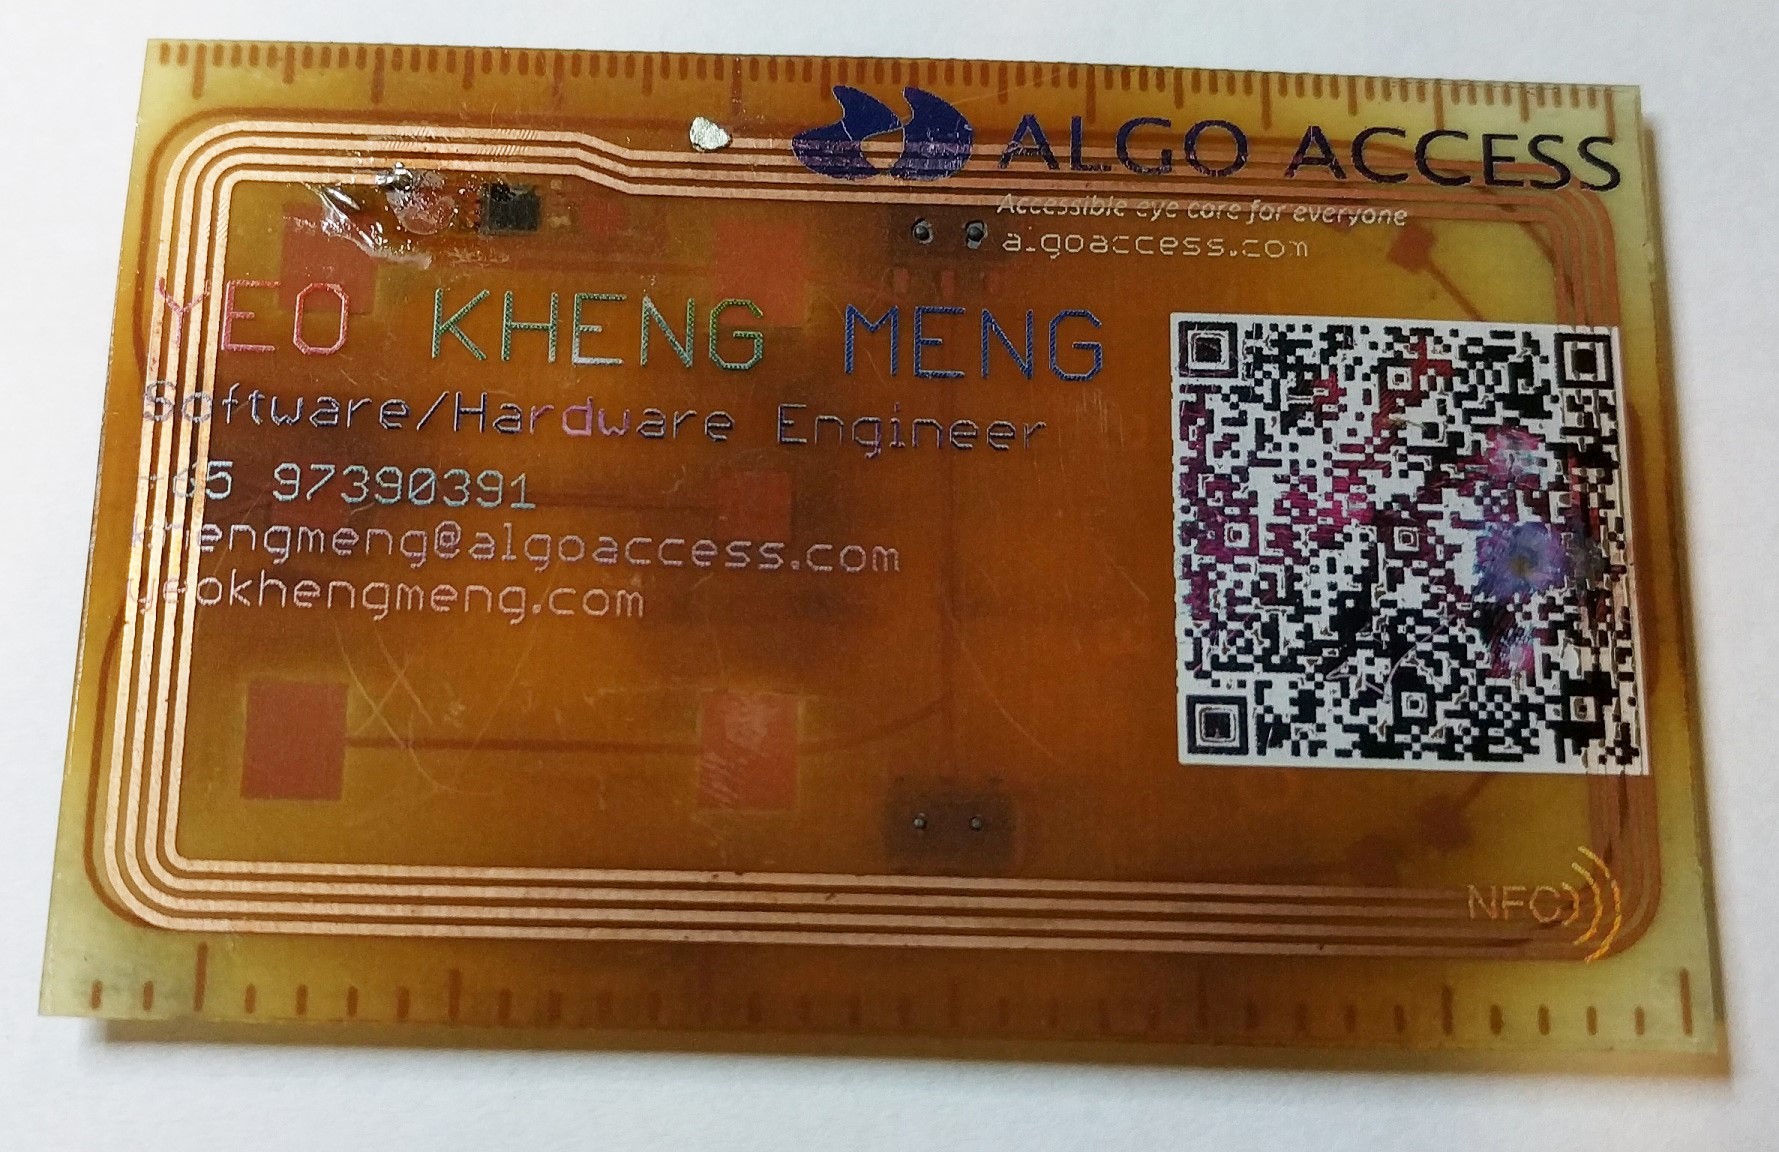 ALGO ACCESS
Accessible eye care for everyone
algoaccess.com
YEO KHENG MENG
Software/Hardware Engineer
+65 97390391
khengmeng@algoaccess.com
yeokhengmeng.com
NFC